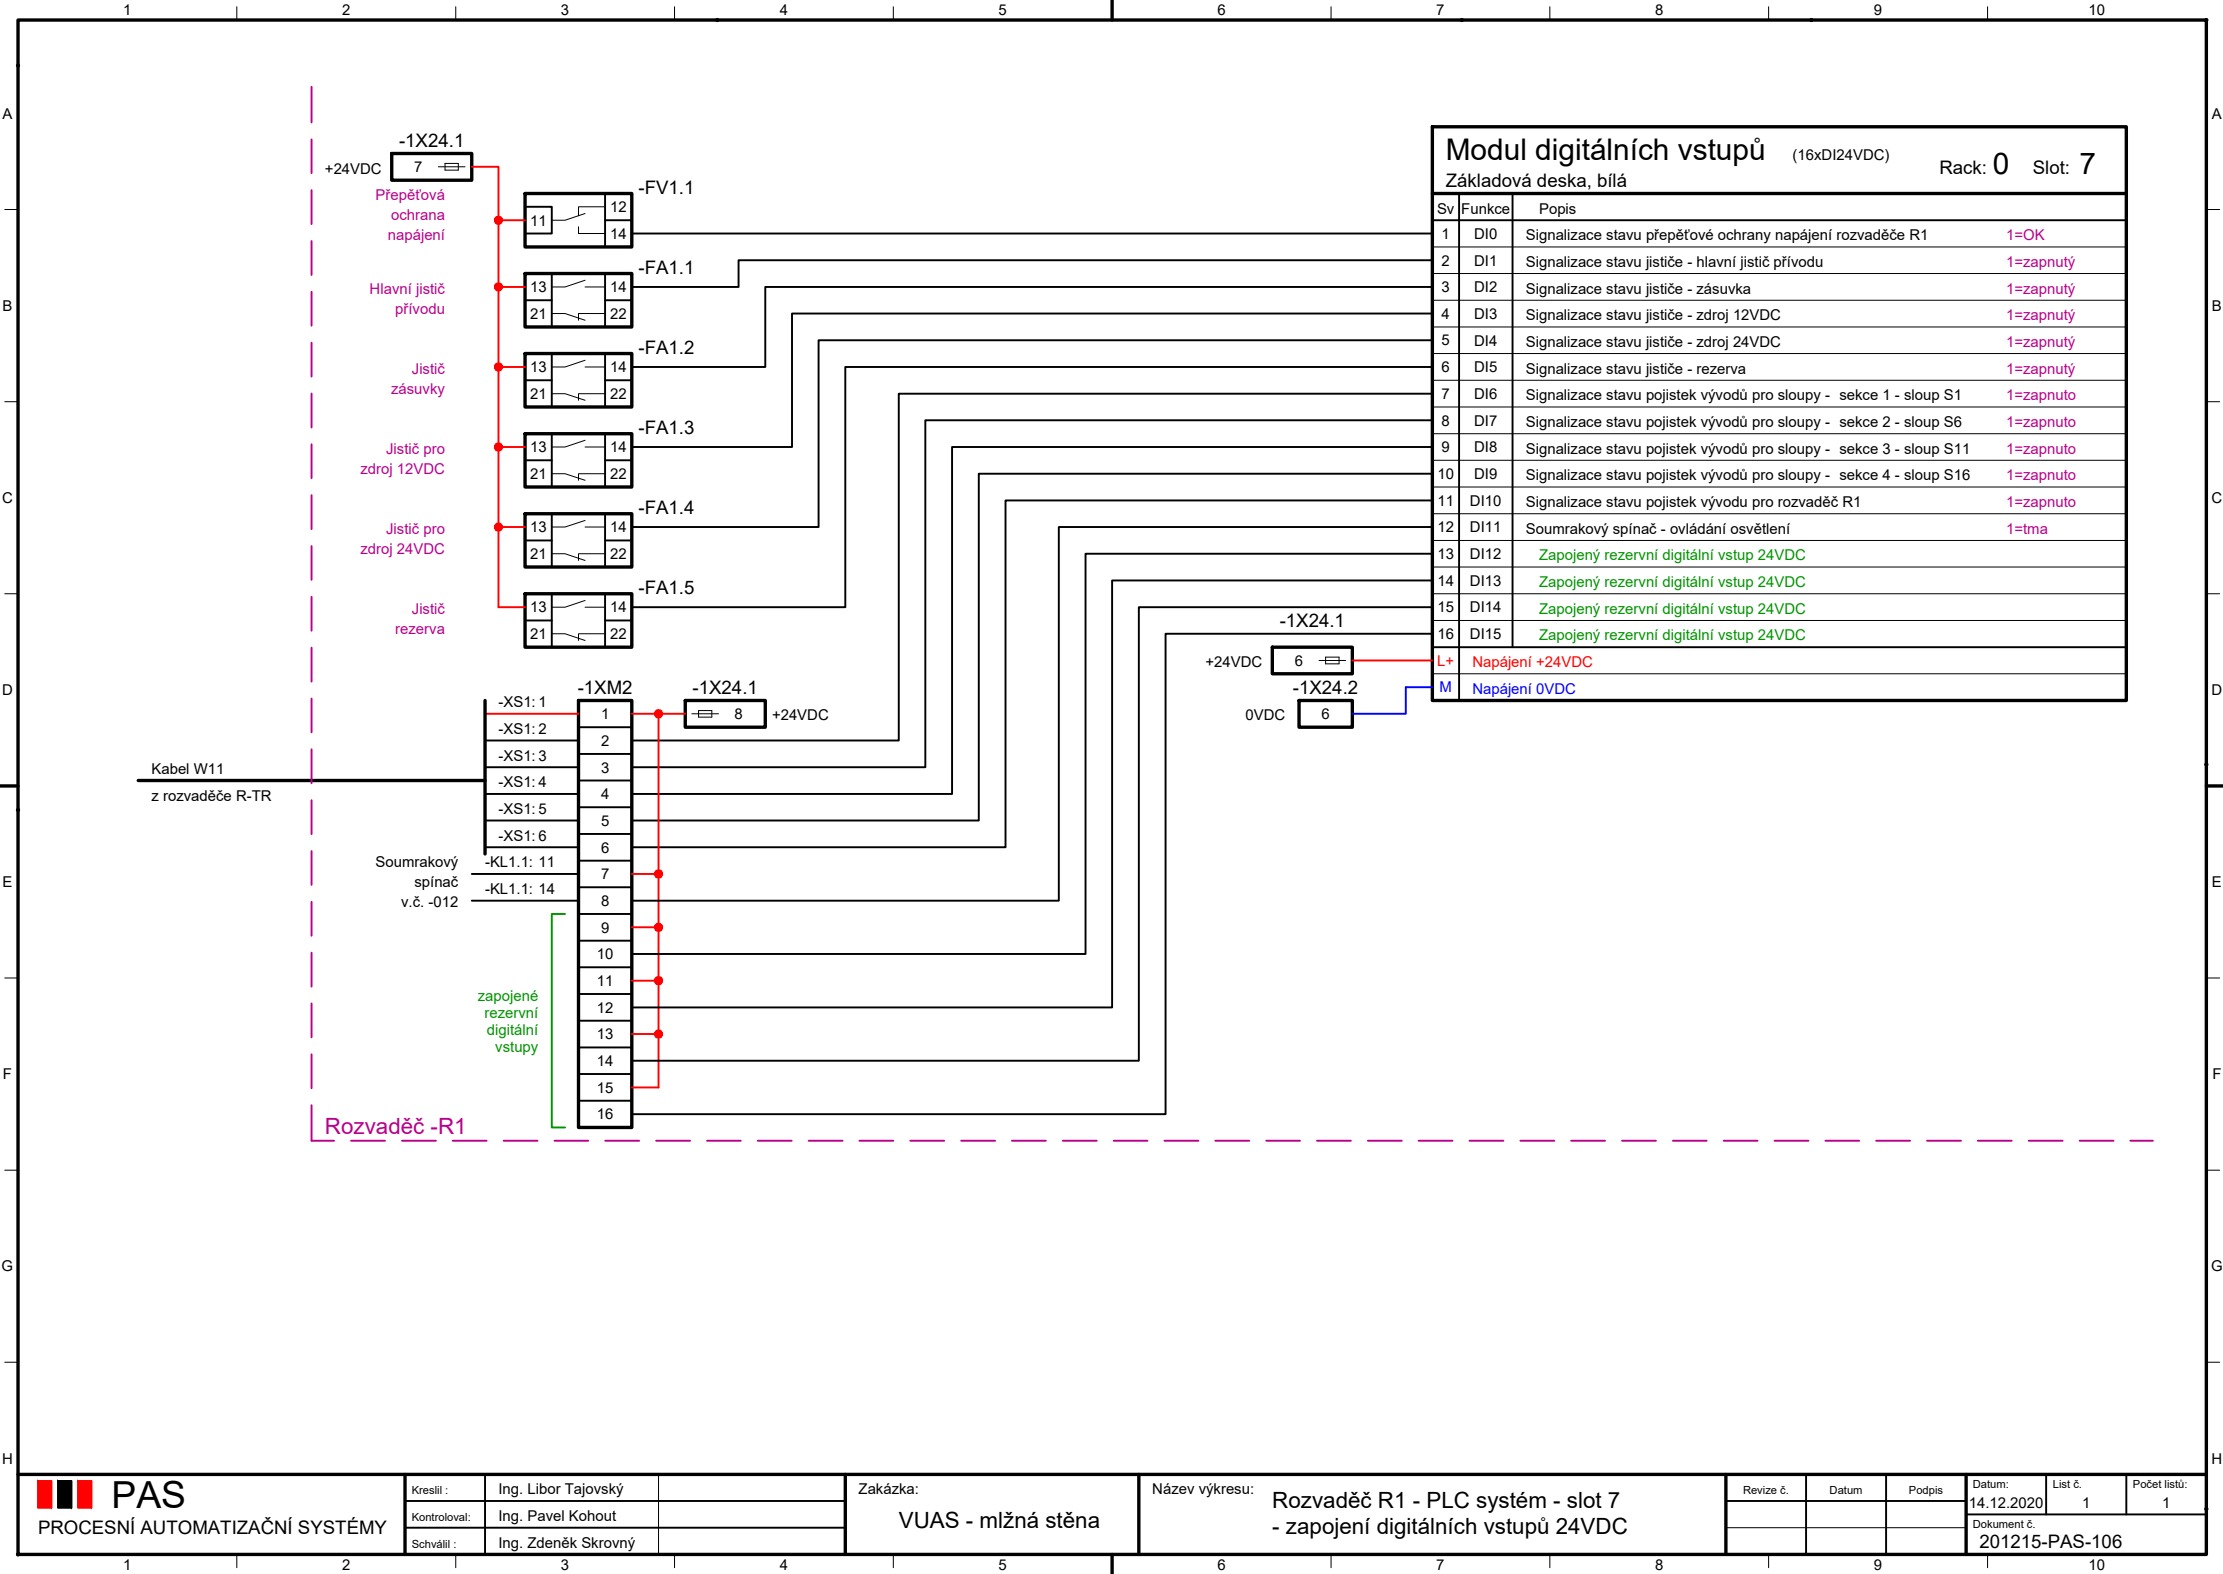 1 2 3 4 5 6 7 8 9 10
A
B
C
D
E
F
G
H
-1X24.1
+24VDC 7
Přepěťová
ochrana
napájení
-FV1.1
11 12
14
Hlavní jistič
přívodu
-FA1.1
13 14
21 22
Jistič
zásuvky
-FA1.2
13 14
21 22
Jistič pro
zdroj 12VDC
-FA1.3
13 14
21 22
Jistič pro
zdroj 24VDC
-FA1.4
13 14
21 22
Jistič
rezerva
-FA1.5
13 14
21 22
Modul digitálních vstupů (16xDI24VDC) Rack: 0 Slot: 7
Základová deska, bílá
Sv Funkce Popis
1 DI0 Signalizace stavu přepěťové ochrany napájení rozvaděče R1 1=OK
2 DI1 Signalizace stavu jističe - hlavní jistič přívodu 1=zapnutý
3 DI2 Signalizace stavu jističe - zásuvka 1=zapnutý
4 DI3 Signalizace stavu jističe - zdroj 12VDC 1=zapnutý
5 DI4 Signalizace stavu jističe - zdroj 24VDC 1=zapnutý
6 DI5 Signalizace stavu jističe - rezerva 1=zapnutý
7 DI6 Signalizace stavu pojistek vývodů pro sloupy - sekce 1 - sloup S1 1=zapnuto
8 DI7 Signalizace stavu pojistek vývodů pro sloupy - sekce 2 - sloup S6 1=zapnuto
9 DI8 Signalizace stavu pojistek vývodů pro sloupy - sekce 3 - sloup S11 1=zapnuto
10 DI9 Signalizace stavu pojistek vývodů pro sloupy - sekce 4 - sloup S16 1=zapnuto
11 DI10 Signalizace stavu pojistek vývodu pro rozvaděč R1 1=zapnuto
12 DI11 Soumrakový spínač - ovládání osvětlení 1=tma
13 DI12 Zapojený rezervní digitální vstup 24VDC
14 DI13 Zapojený rezervní digitální vstup 24VDC
15 DI14 Zapojený rezervní digitální vstup 24VDC
16 DI15 Zapojený rezervní digitální vstup 24VDC
L+ Napájení +24VDC
M Napájení 0VDC
-1X24.1
+24VDC 6
-1X24.2
0VDC 6
-1XM2
-1X24.1
8 +24VDC
-XS1: 1 1
-XS1: 2 2
-XS1: 3 3
-XS1: 4 4
-XS1: 5 5
-XS1: 6 6
-KL1.1: 11 7
-KL1.1: 14 8
9
10
11
12
13
14
15
16
Kabel W11
z rozvaděče R-TR
Soumrakový
spínač
v.č. -012
zapojené
rezervní
digitální
vstupy
Rozvaděč -R1
A
B
C
D
E
F
G
H
PAS
PROCESNÍ AUTOMATIZAČNÍ SYSTÉMY
Kreslil : Ing. Libor Tajovský
Kontroloval: Ing. Pavel Kohout
Schválil : Ing. Zdeněk Skrovný
Zakázka:
VUAS - mlžná stěna
Název výkresu:
Rozvaděč R1 - PLC systém - slot 7
- zapojení digitálních vstupů 24VDC
Revize č. Datum Podpis
Datum: List č. Počet listů:
14.12.2020 1 1
Dokument č.
201215-PAS-106
1 2 3 4 5 6 7 8 9 10